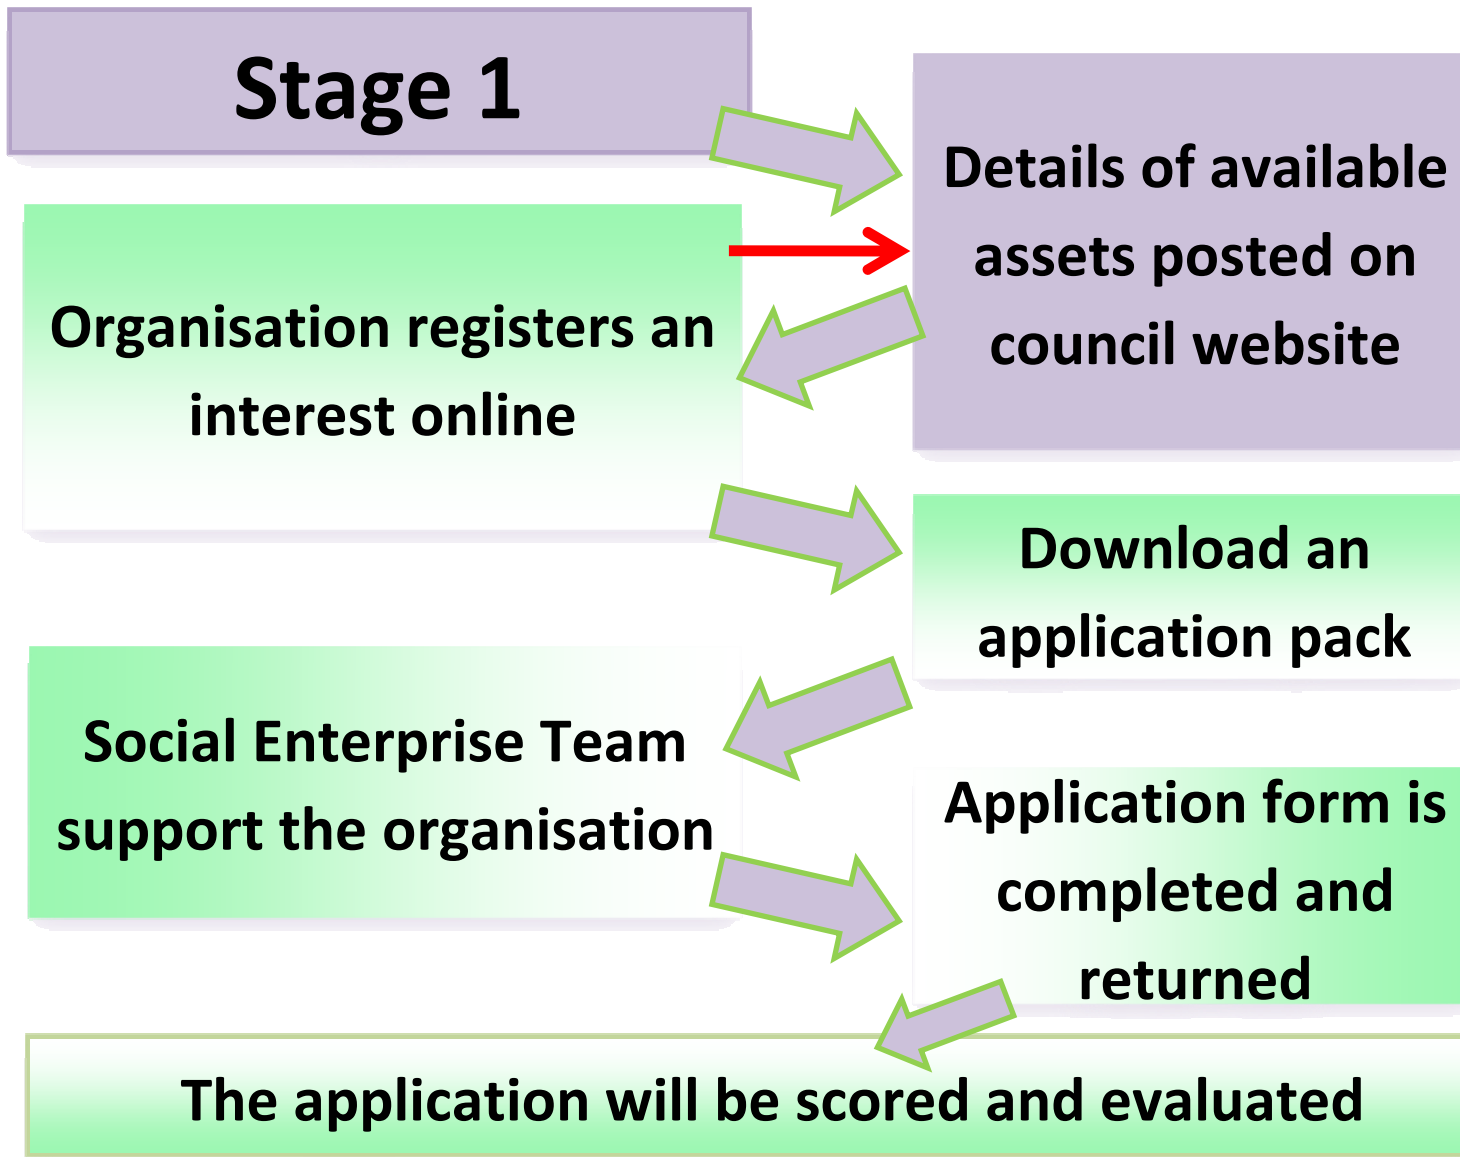 Stage 1
Details of available
assets posted on
council website
Organisation registers an
interest online
Download an
application pack
Social Enterprise Team
support the organisation
Application form is
completed and
returned
The application will be scored and evaluated